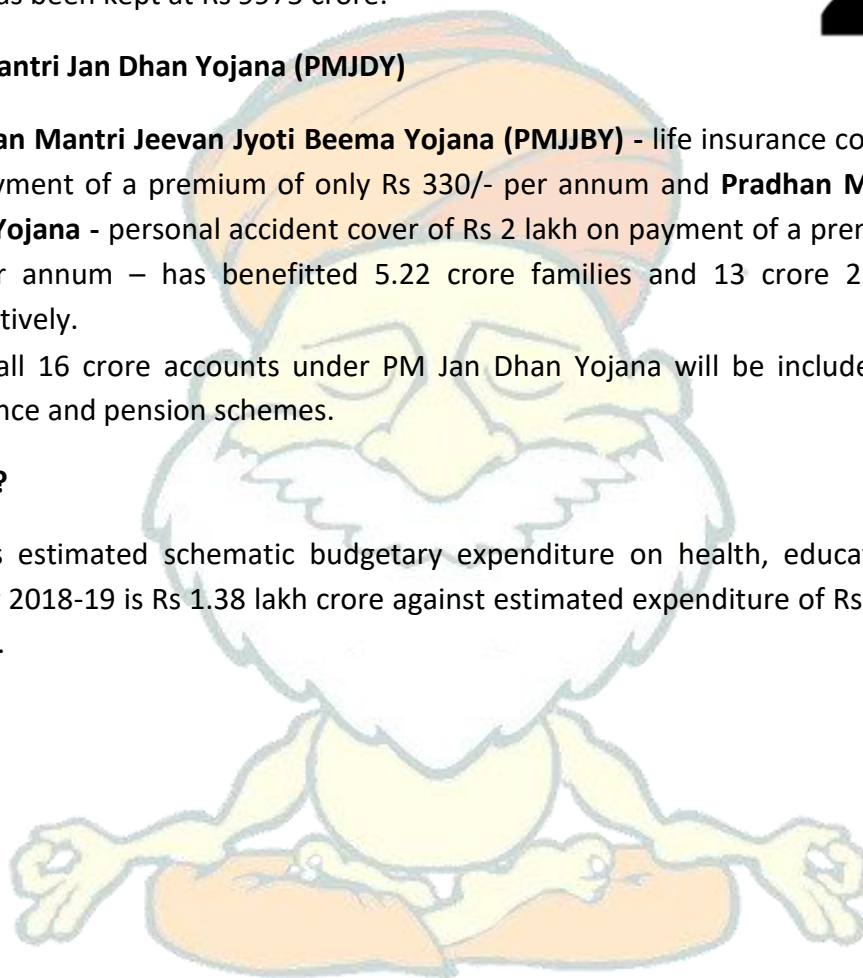 as been kept at Rs 9975 crore.
antri Jan Dhan Yojana (PMJDY)
an Mantri Jeevan Jyoti Beema Yojana (PMJJBY) - life insurance co
yment of a premium of only Rs 330/- per annum and Pradhan M
Yojana - personal accident cover of Rs 2 lakh on payment of a pren
r annum – has benefitted 5.22 crore families and 13 crore 2
tively.
all 16 crore accounts under PM Jan Dhan Yojana will be include
nce and pension schemes.
?
s estimated schematic budgetary expenditure on health, educa
2018-19 is Rs 1.38 lakh crore against estimated expenditure of Rs
.